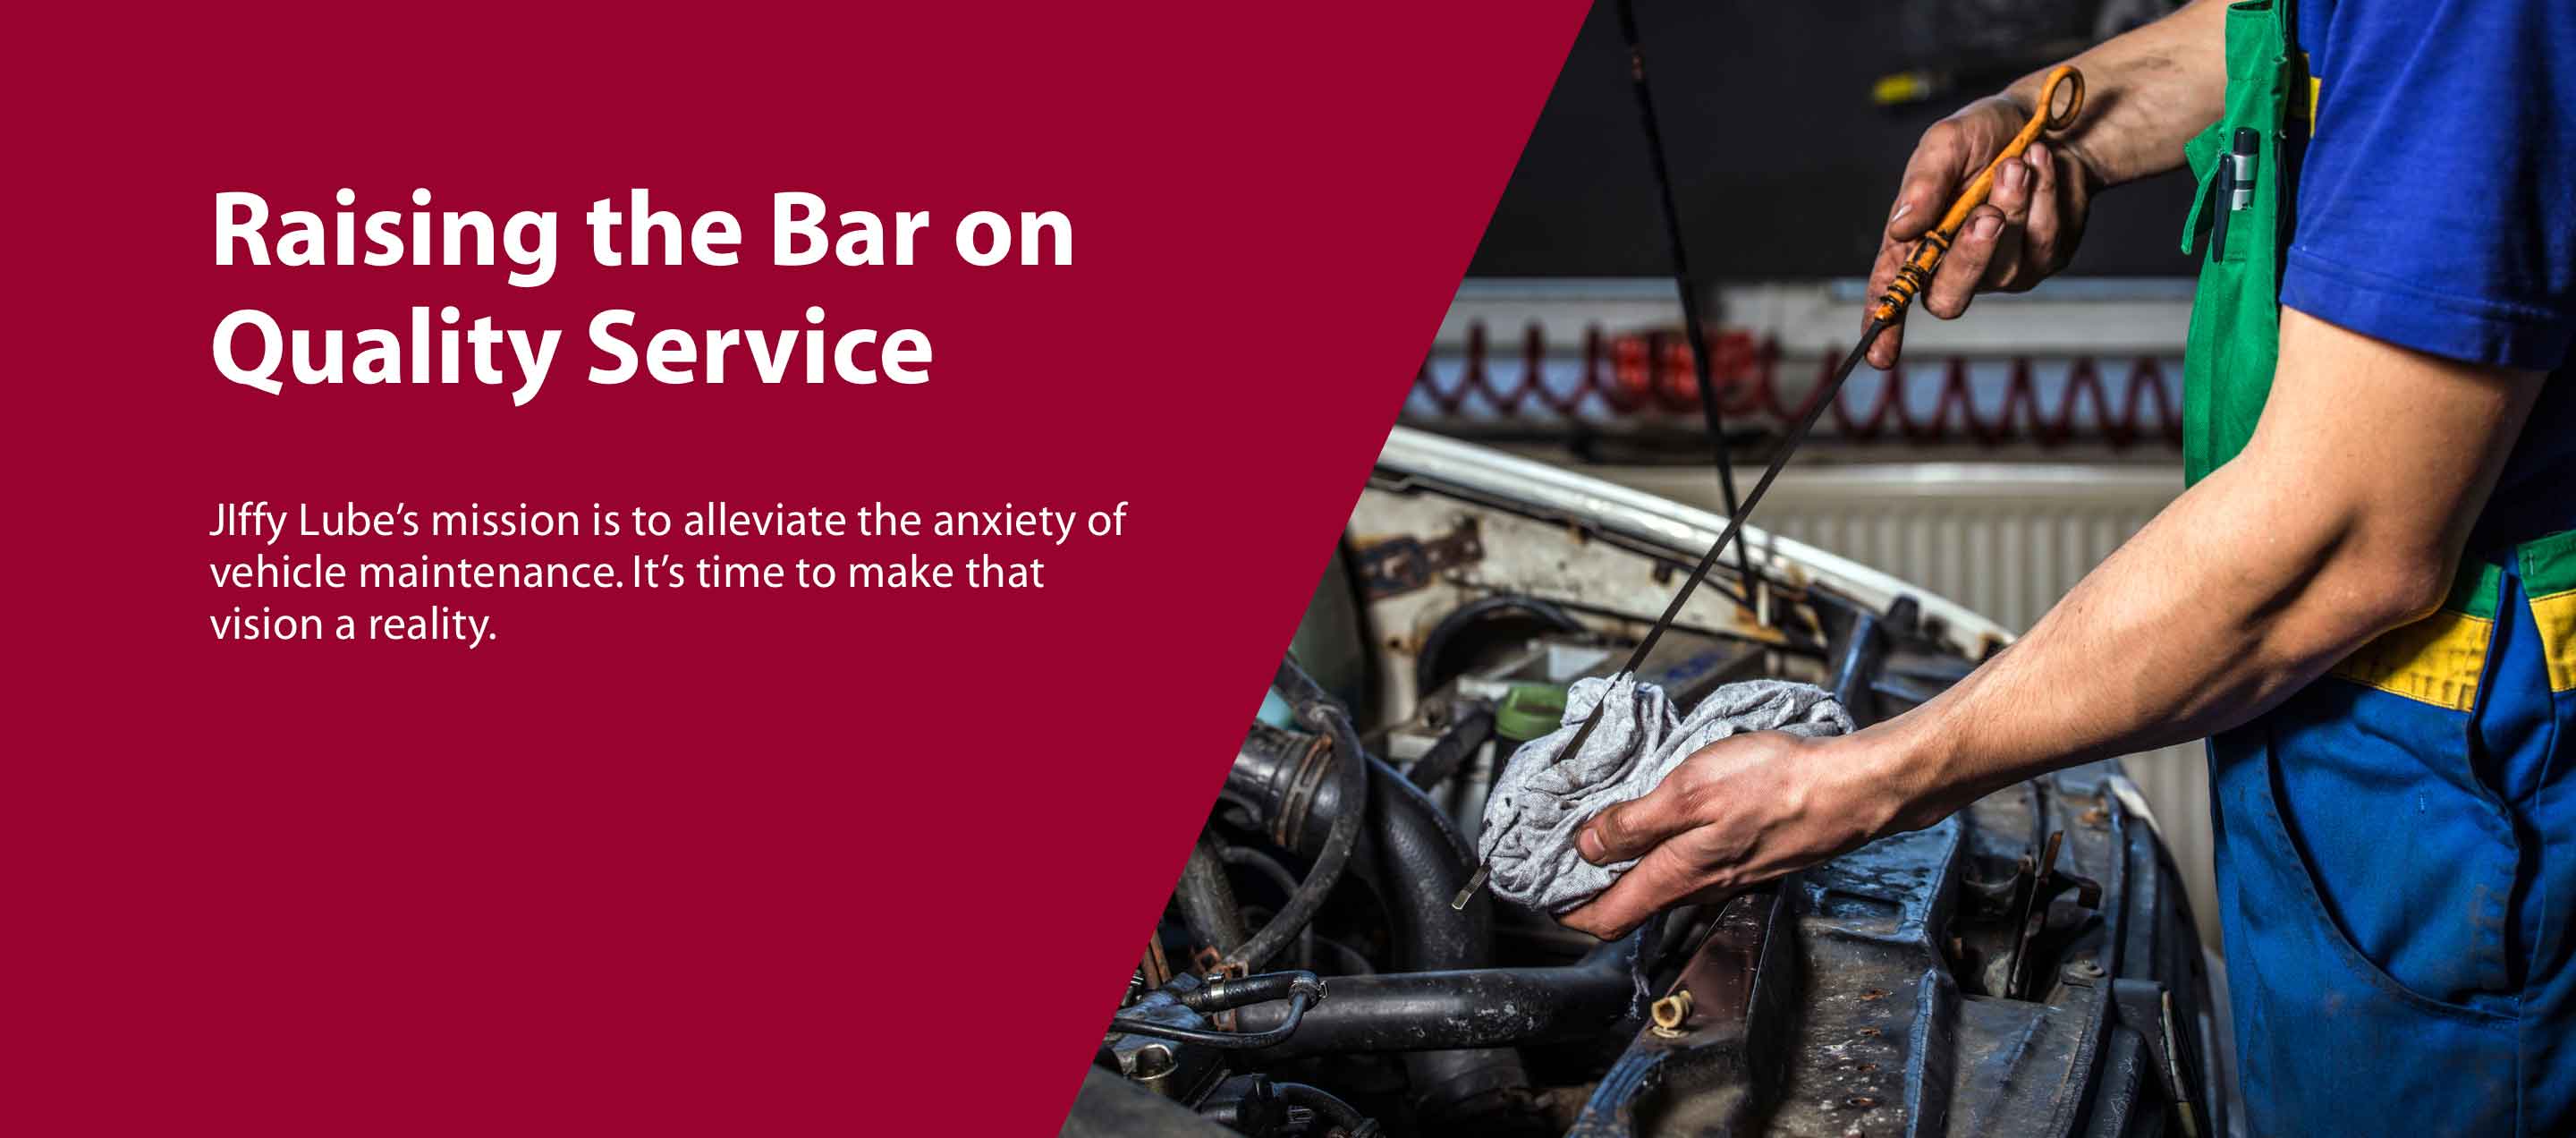 Raising the Bar on
Quality Service
JIffy Lube’s mission is to alleviate the anxiety of
vehicle maintenance. It’s time to make that
vision a reality.